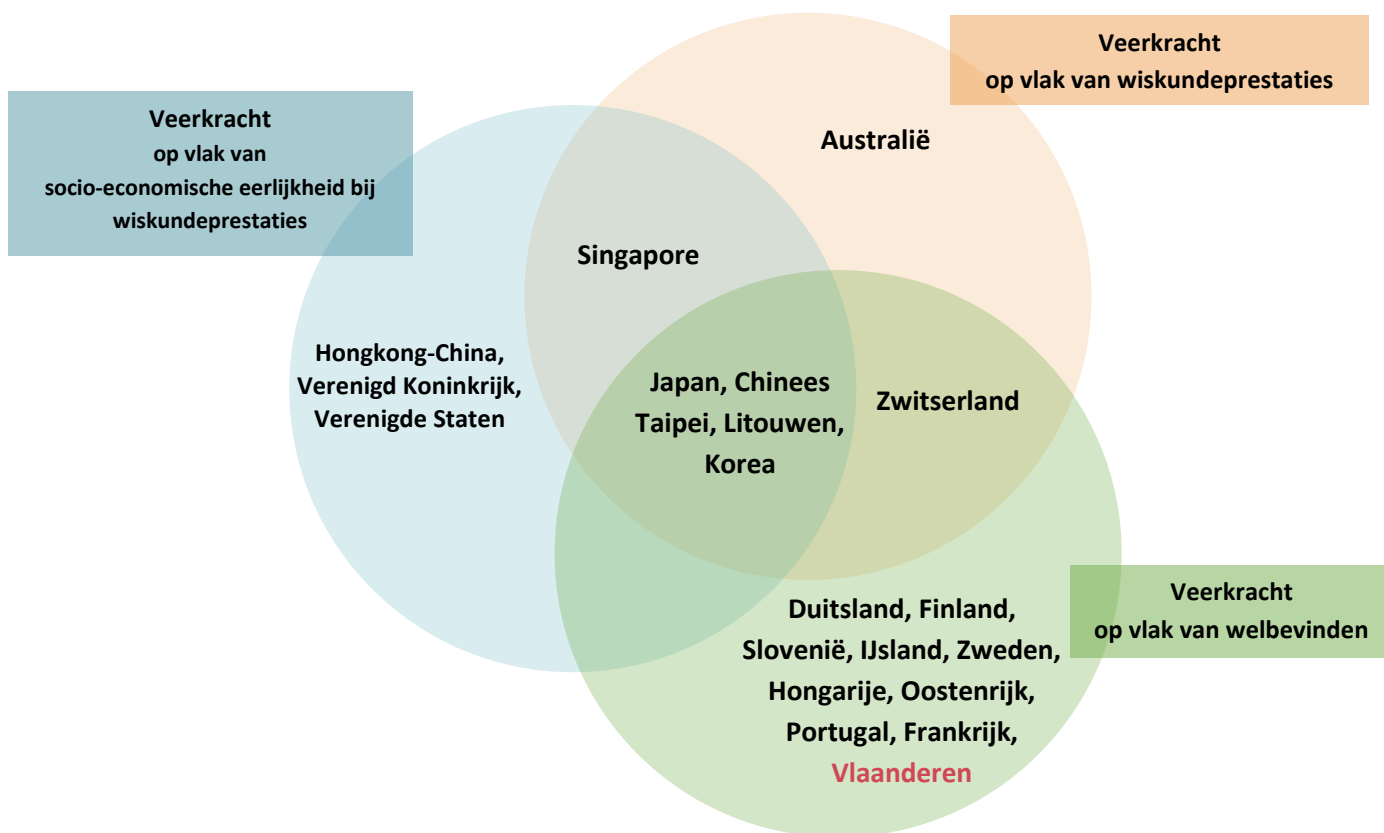 Veerkracht
op vlak van wiskundeprestaties
Veerkracht
op vlak van
socio-economische eerlijkheid bij
wiskundeprestaties
Australië
Singapore
Hongkong-China,
Verenigd Koninkrijk,
Verenigde Staten
Japan, Chinees
Taipei, Litouwen,
Korea
Zwitserland
Veerkracht
op vlak van welbevinden
Duitsland, Finland,
Slovenië, IJsland, Zweden,
Hongarije, Oostenrijk,
Portugal, Frankrijk,
Vlaanderen